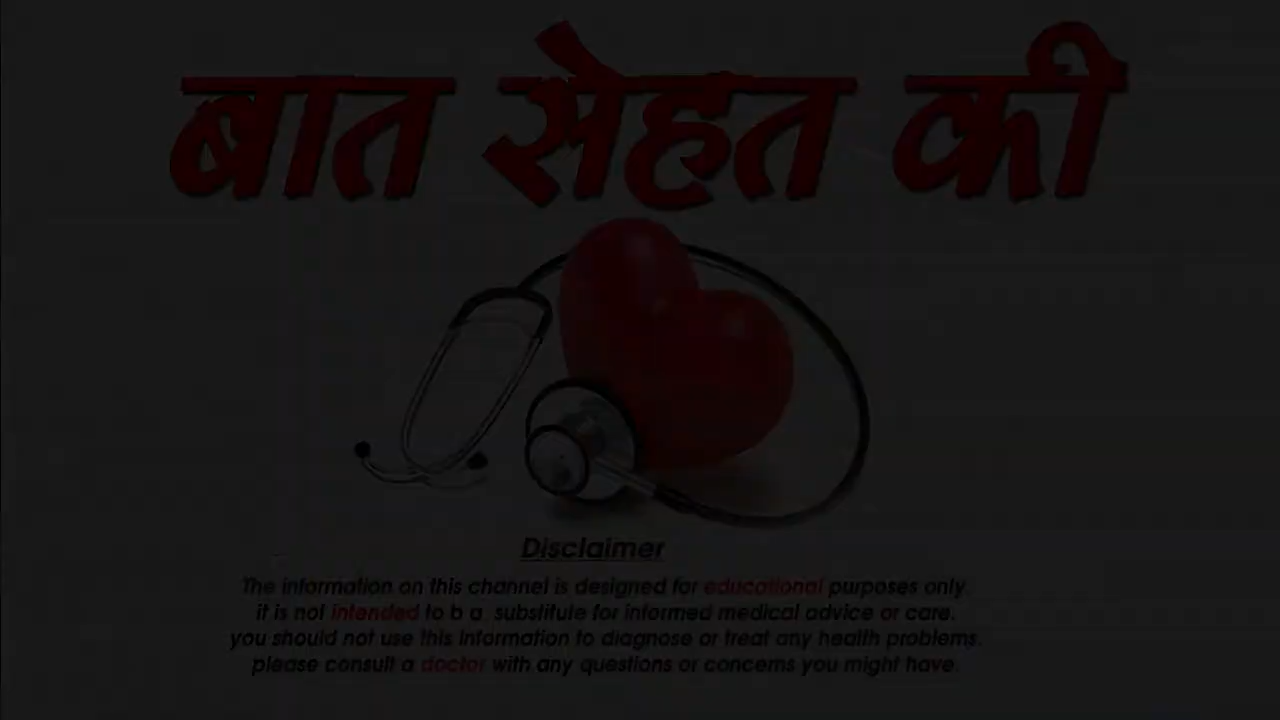 बात सेहत की
Disclaimer
The information on this channel is designed for educational purposes only.
it is not intended to b a substitute for informed medical advice or care.
you should not use this information to diagnose or treat any health problems.
please consult a doctor with any questions or concerns you might have.